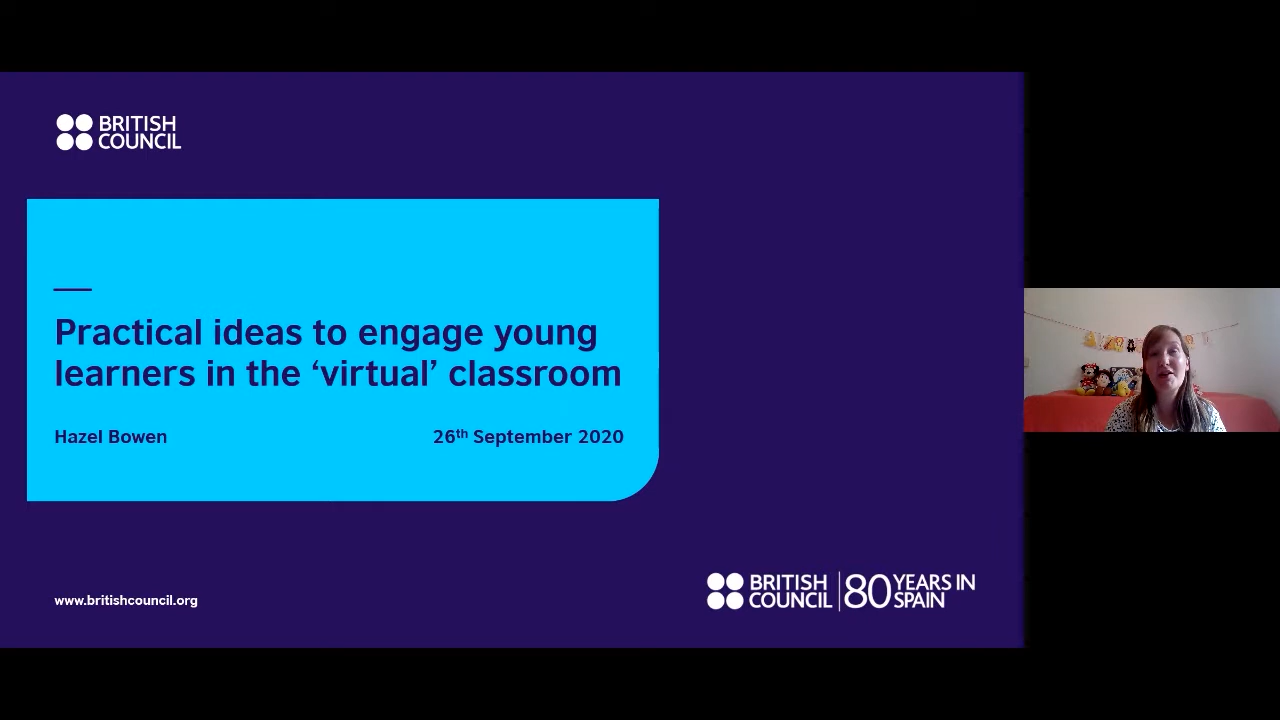 BRITISH
COUNCIL
Practical ideas to engage young
learners in the ‘virtual’ classroom
Hazel Bowen
26th September 2020
www.britishcouncil.org
BRITISH
COUNCIL
80 YEARS IN
SPAIN